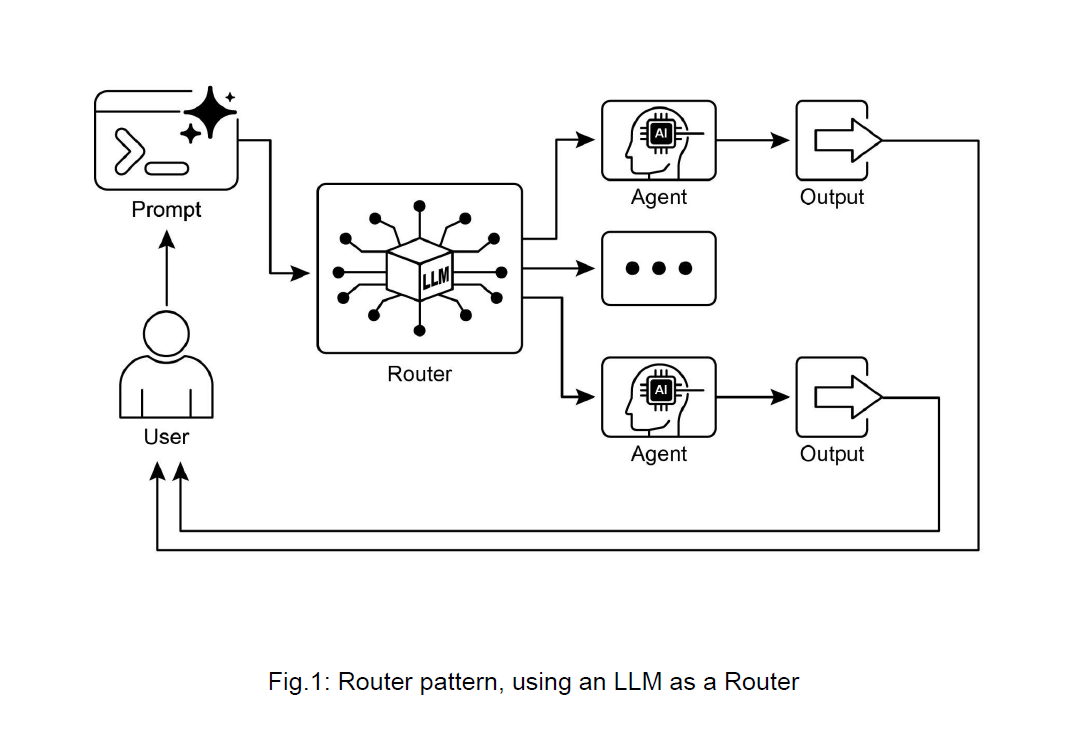 Prompt
LLM
Router
User
AI
Agent
Output
AI
Agent
Output
Fig.1: Router pattern, using an LLM as a Router